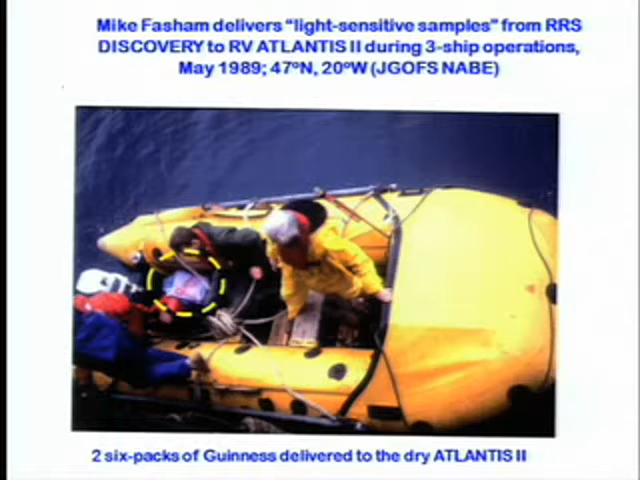 Mike Fasham delivers "light-sensitive samples" from RRS
DISCOVERY to RV ATLANTIS II during 3-ship operations,
May 1989; 47ºN, 20ºW (JGOFS NABE)
2 six-packs of Guinness delivered to the dry ATLANTIS II